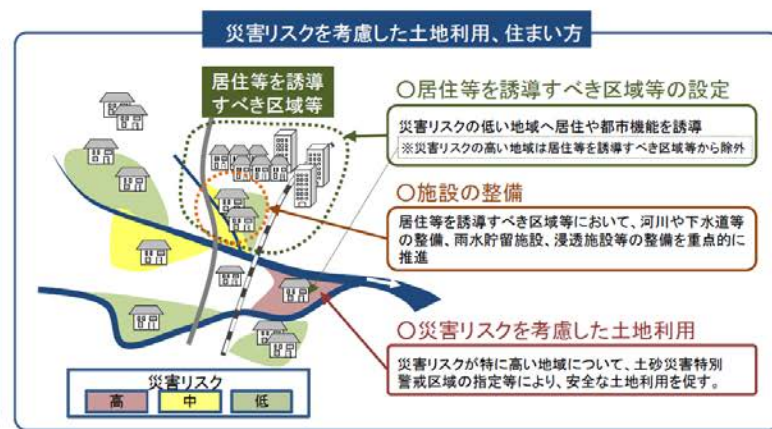 災害リスクを考慮した土地利用、住まい方
居住等を誘導
すべき区域等
○居住等を誘導すべき区域等の設定
災害リスクの低い地域へ居住や都市機能を誘導
※災害リスクの高い地域は居住等を誘導すべき区域等から除外
○施設の整備
居住等を誘導すべき区域等において、河川や下水道等
の整備、雨水貯留施設、浸透施設等の整備を重点的に
推進
○災害リスクを考慮した土地利用
災害リスクが特に高い地域について、土砂災害特別
警戒区域の指定等により、安全な土地利用を促す。
災害リスク
高 中 低